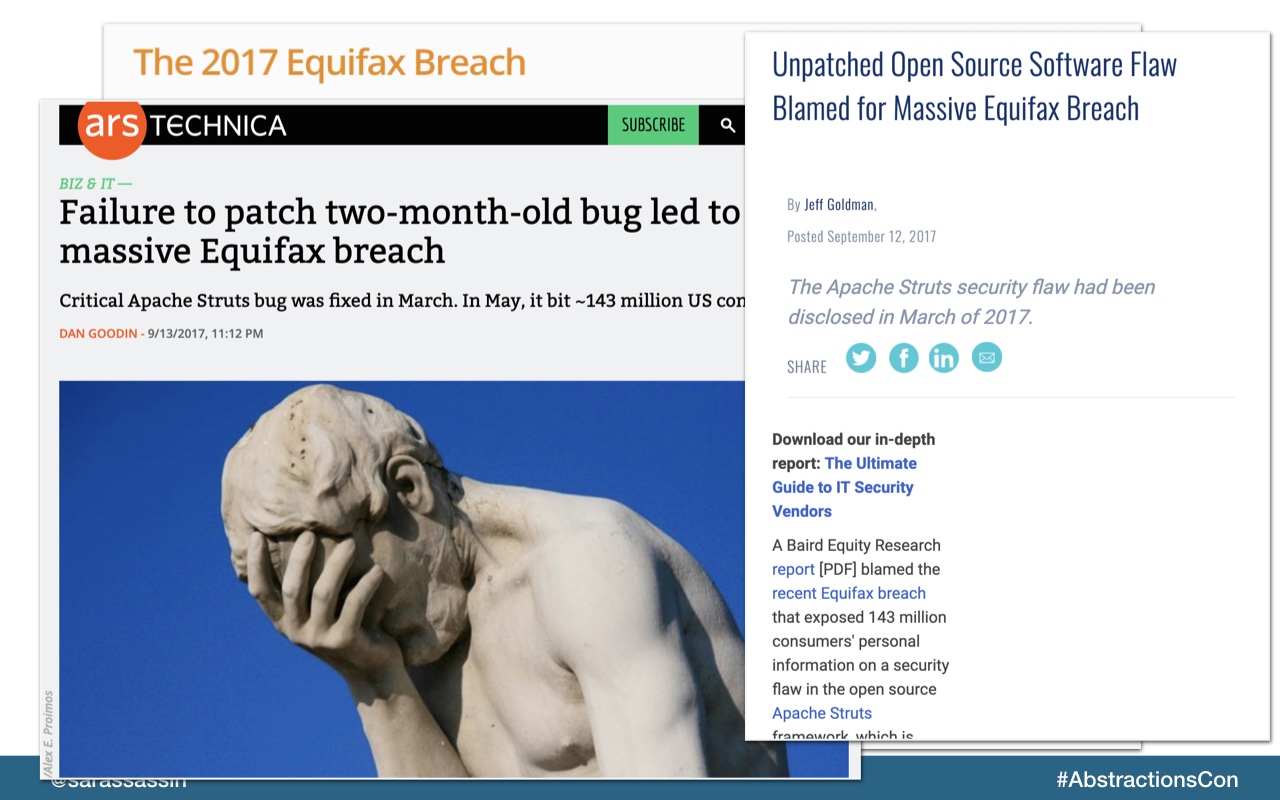 The 2017 Equifax Breach
ars TECHNICA
SUBSCRIBE
BIZ & IT —
Failure to patch two-month-old bug led to
massive Equifax breach
Critical Apache Struts bug was fixed in March. In May, it bit ~143 million US con
DAN GOODIN - 9/13/2017, 11:12 PM
/Alex E. Proimos
Unpatched Open Source Software Flaw
Blamed for Massive Equifax Breach
By Jeff Goldman,
Posted September 12, 2017
The Apache Struts security flaw had been
disclosed in March of 2017.
SHARE
Download our in-depth
report: The Ultimate
Guide to IT Security
Vendors
A Baird Equity Research
report [PDF] blamed the
recent Equifax breach
that exposed 143 million
consumers' personal
information on a security
flaw in the open source
Apache Struts
framework, which is
@sarassassin
#AbstractionsCon